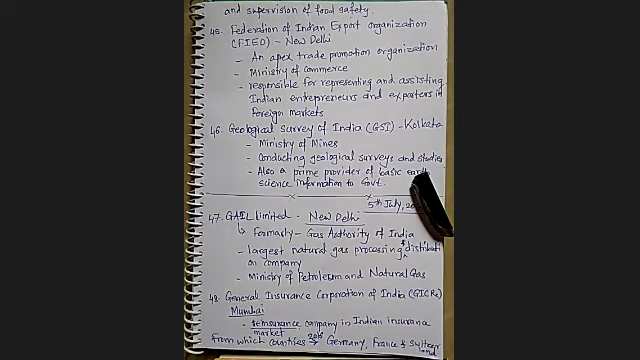 and supervision of food safety.
45. Federation of Indian Export Organization
(FIEO) - New Delhi
- An apex trade promotion organization
- Ministry of commerce
- responsible for representing and assisting
Indian entrepreneurs and exporters in
foreign markets
46. Geological Survey of India (GSI) - Kolkata
- Ministry of Mines
- Conducting geological surveys and studies
- Also a prime provider of basic earth
science information to Govt.
5th July,
47. GAIL limited - New Delhi
Formarly - Gas Authority of India
- largest natural gas processing & distributi
on company
- Ministry of Petroleum and Natural Gas
48. General Insurance Corporation of India (GICRe)
Mumbai
- reinsurance company in Indian insurance
market
From which countries → Germany, France &